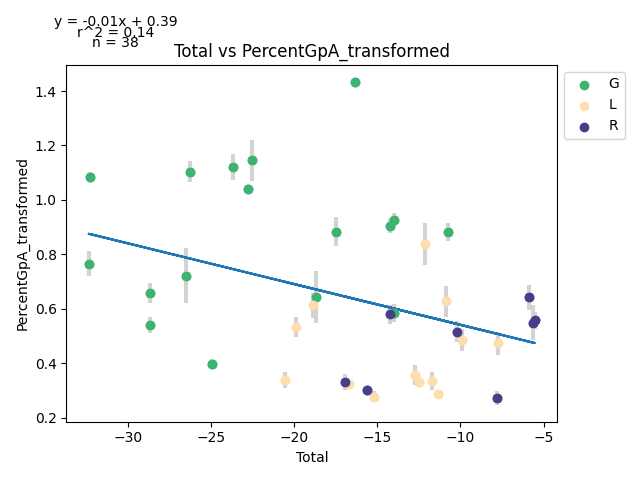 y = -0.01x + 0.39
r^2 = 0.14
n = 38
Total vs PercentGpA_transformed
G
L
R
PercentGpA_transformed
1.4
1.2
1.0
0.8
0.6
0.4
0.2
−30
−25
−20
−15
−10
−5
Total